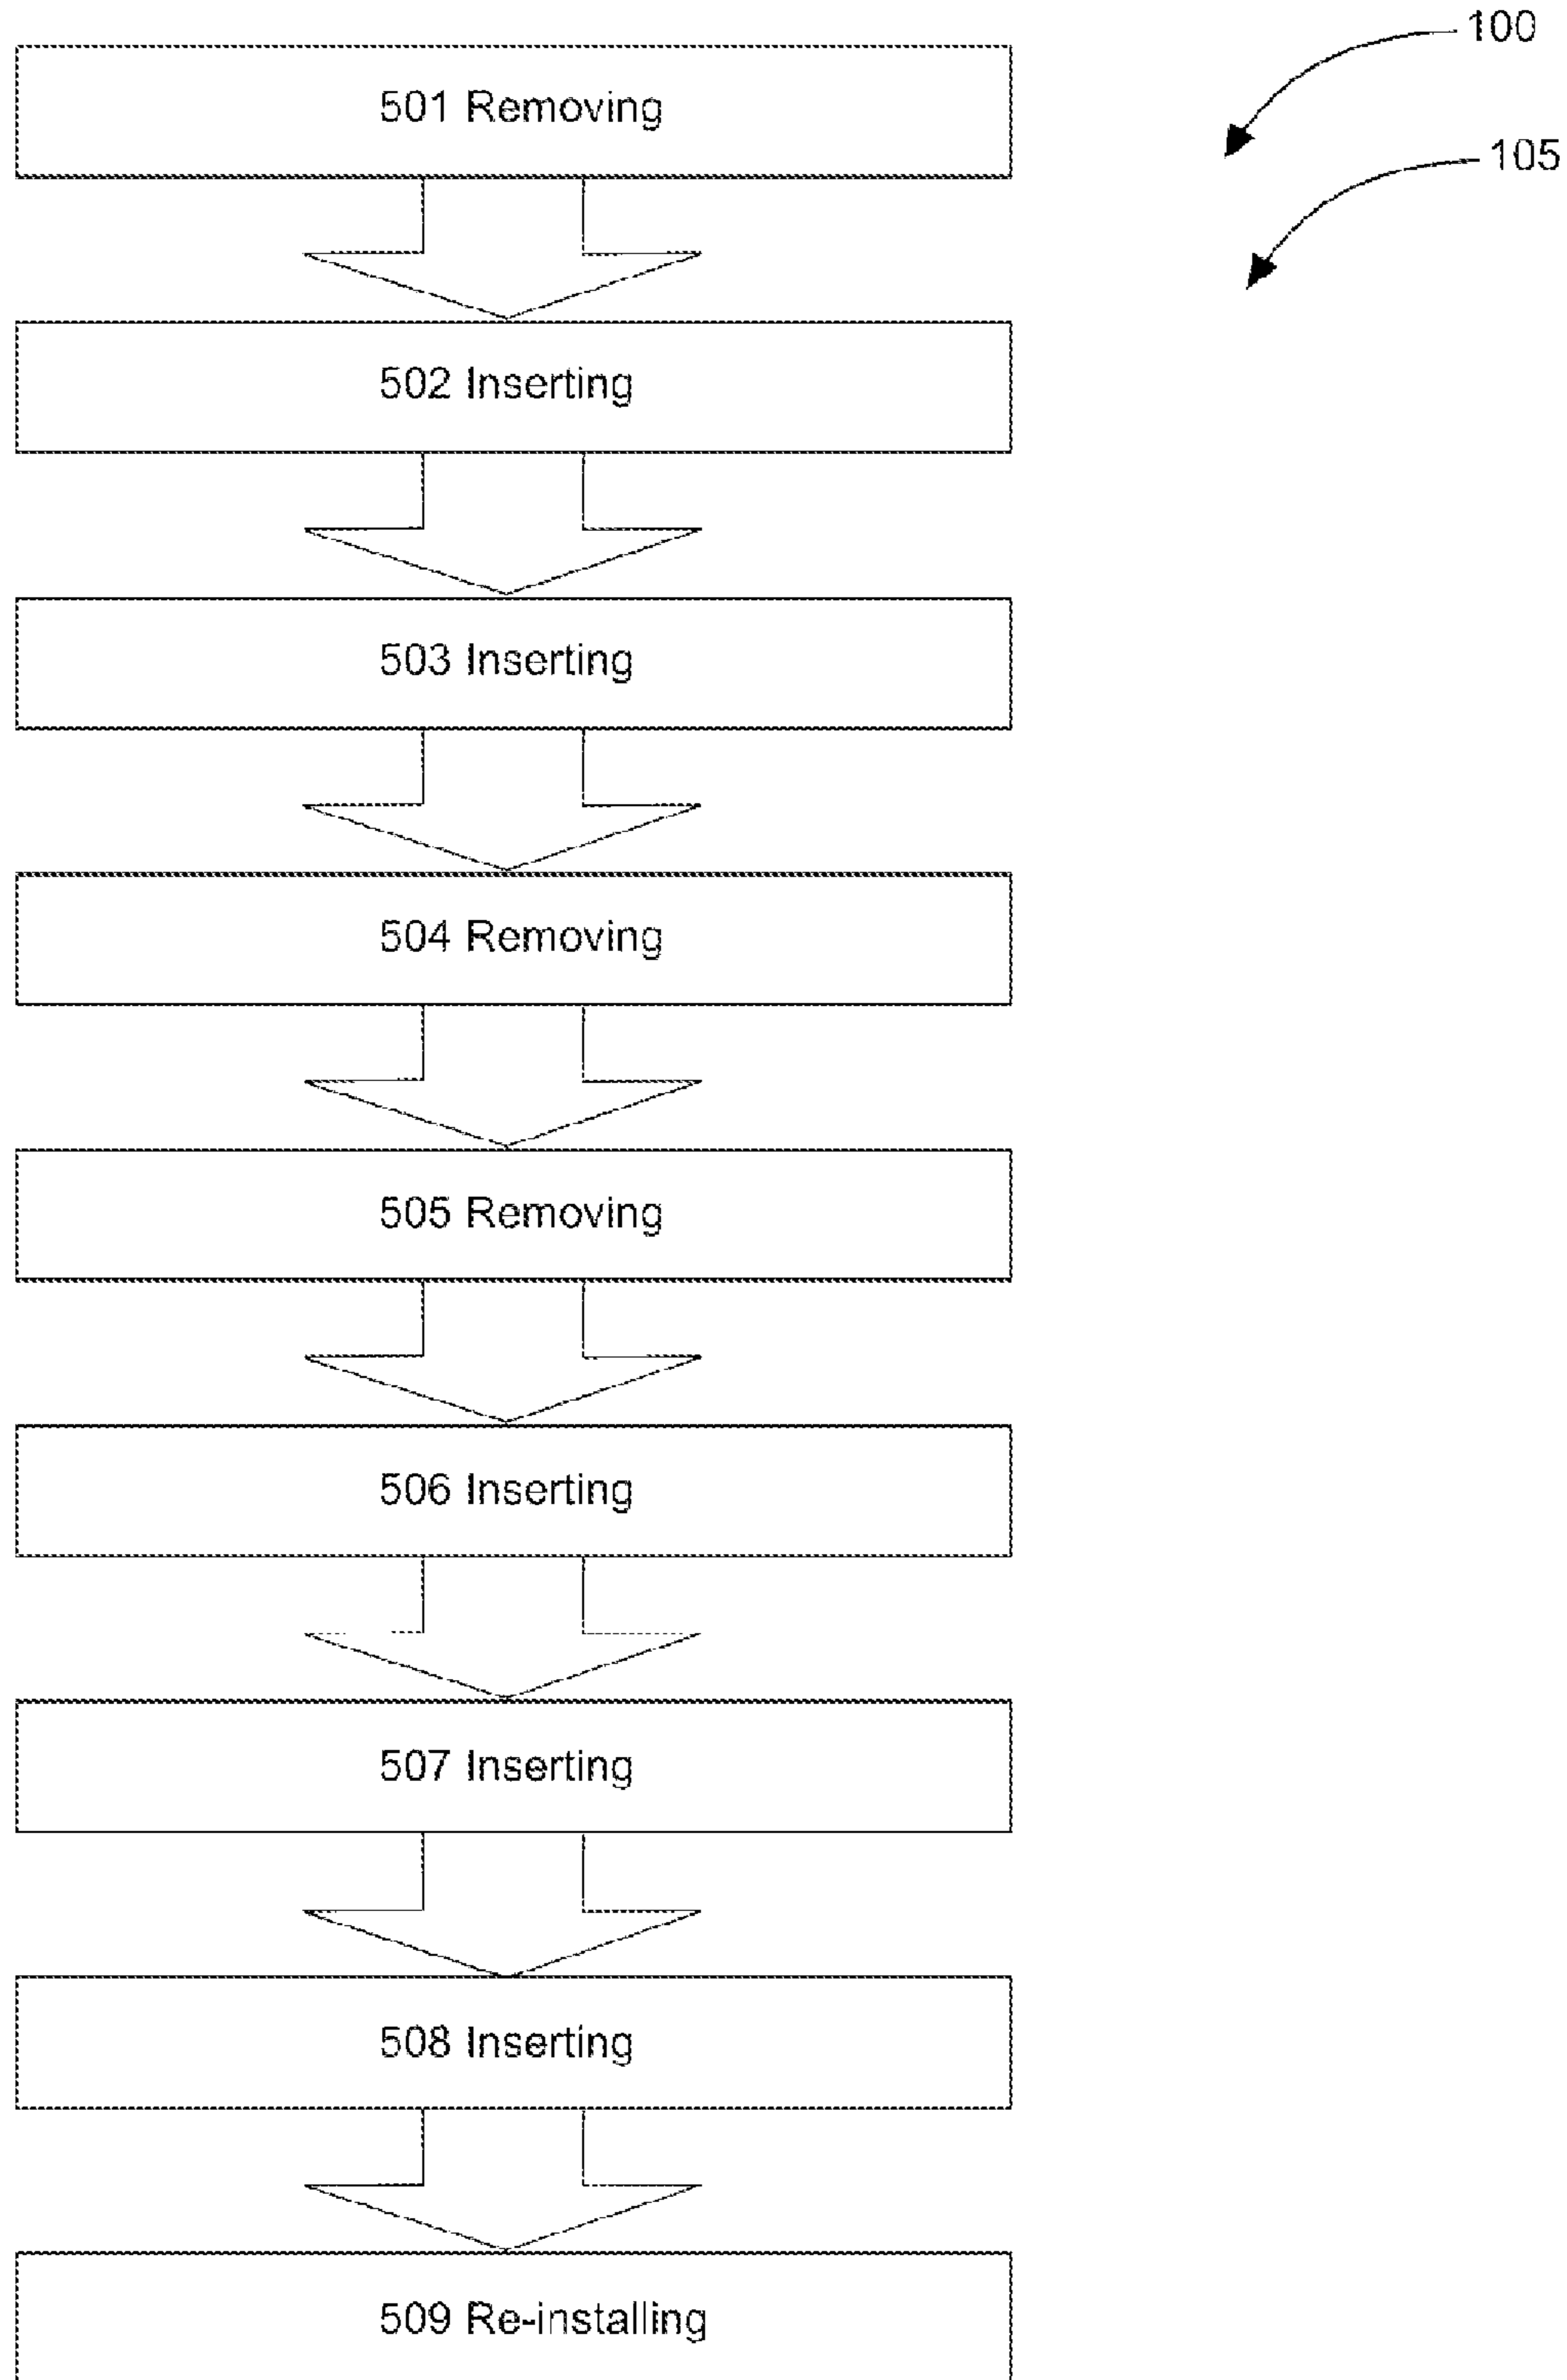 100
501 Removing
105
502 Inserting
503 Inserting
504 Removing
505 Removing
506 Inserting
507 Inserting
508 Inserting
509 Re-installing